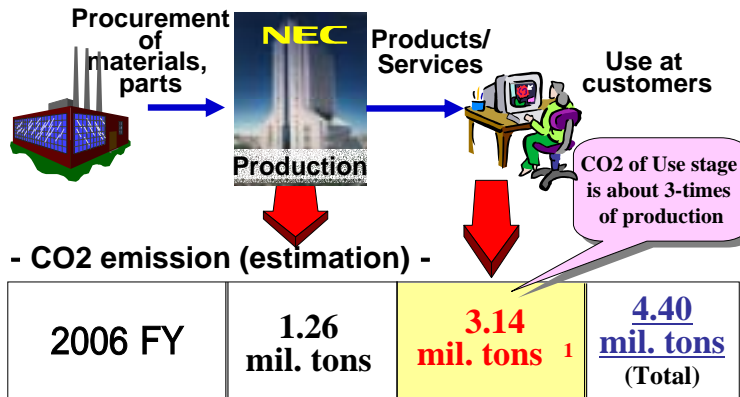 Procurement
of
materials,
parts
NEC
Production
Products/
Services
Use at
customers
CO2 of Use stage
is about 3-times
of production
- CO2 emission (estimation) -
2006 FY
1.26
mil. tons
3.14
mil. tons 1
4.40
mil. tons
(Total)